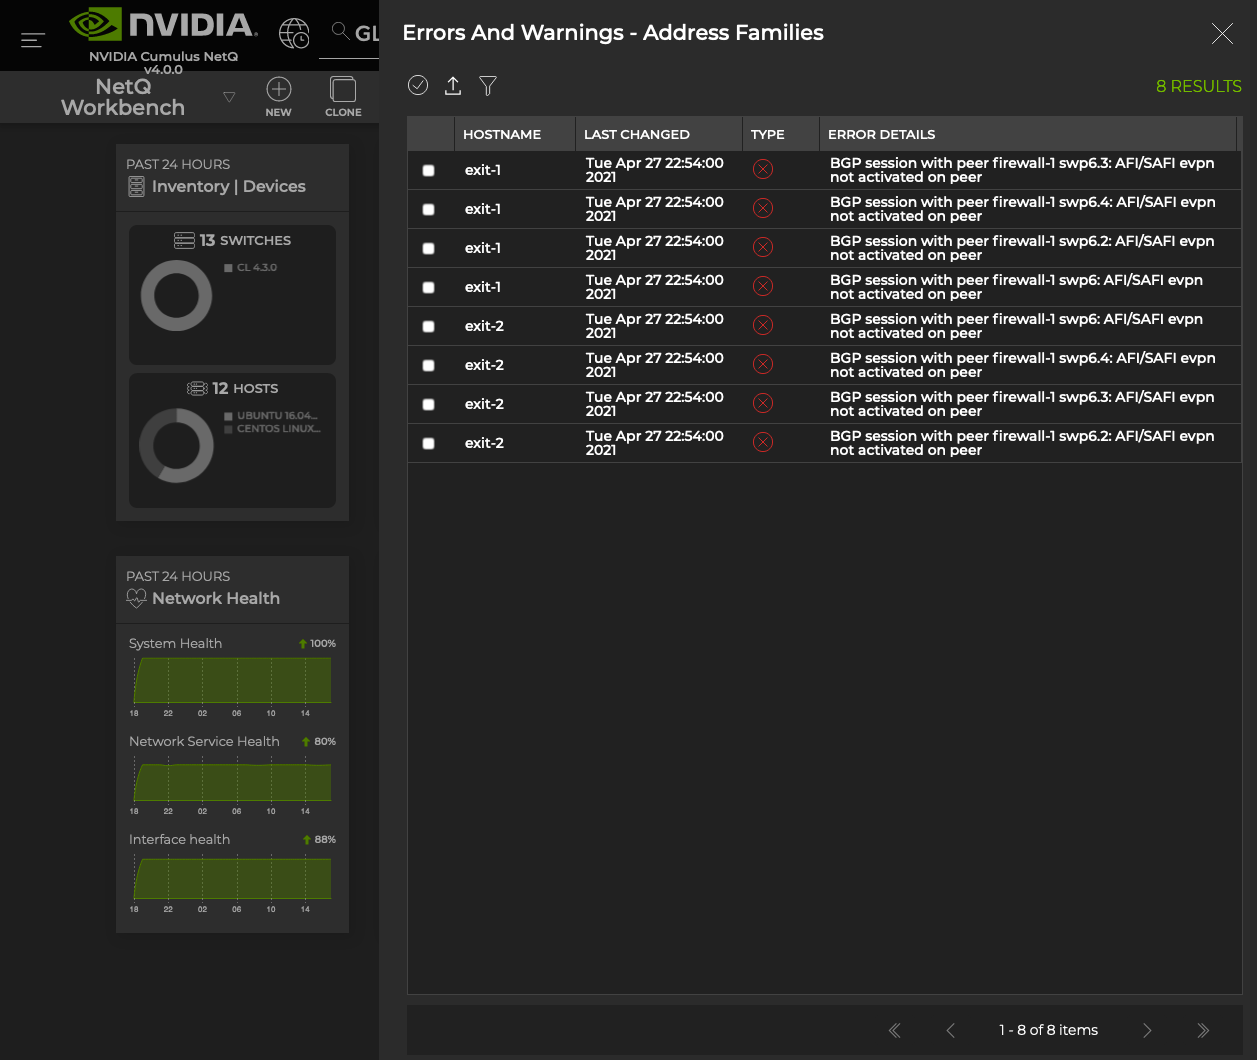 NVIDIA.
GL
NVIDIA Cumulus NetQ
v4.0.0
NetQ
Workbench
NEW
CLONE
PAST 24 HOURS
Inventory | Devices
13 SWITCHES
CL 4.3.0
12 HOSTS
UBUNTU 16.04...
CENTOS LINUX...
PAST 24 HOURS
Network Health
System Health 100%
18 22 02 06 10 14
Network Service Health 80%
18 22 02 06 10 14
Interface health 88%
18 22 02 06 10 14
Errors And Warnings - Address Families
8 RESULTS
HOSTNAME LAST CHANGED TYPE ERROR DETAILS
exit-1 Tue Apr 27 22:54:00 BGP session with peer firewall-1 swp6.3: AFI/SAFI evpn
2021 not activated on peer
exit-1 Tue Apr 27 22:54:00 BGP session with peer firewall-1 swp6.4: AFI/SAFI evpn
2021 not activated on peer
exit-1 Tue Apr 27 22:54:00 BGP session with peer firewall-1 swp6.2: AFI/SAFI evpn
2021 not activated on peer
exit-1 Tue Apr 27 22:54:00 BGP session with peer firewall-1 swp6: AFI/SAFI evpn
2021 not activated on peer
exit-2 Tue Apr 27 22:54:00 BGP session with peer firewall-1 swp6: AFI/SAFI evpn
2021 not activated on peer
exit-2 Tue Apr 27 22:54:00 BGP session with peer firewall-1 swp6.4: AFI/SAFI evpn
2021 not activated on peer
exit-2 Tue Apr 27 22:54:00 BGP session with peer firewall-1 swp6.3: AFI/SAFI evpn
2021 not activated on peer
exit-2 Tue Apr 27 22:54:00 BGP session with peer firewall-1 swp6.2: AFI/SAFI evpn
2021 not activated on peer
1 - 8 of 8 items